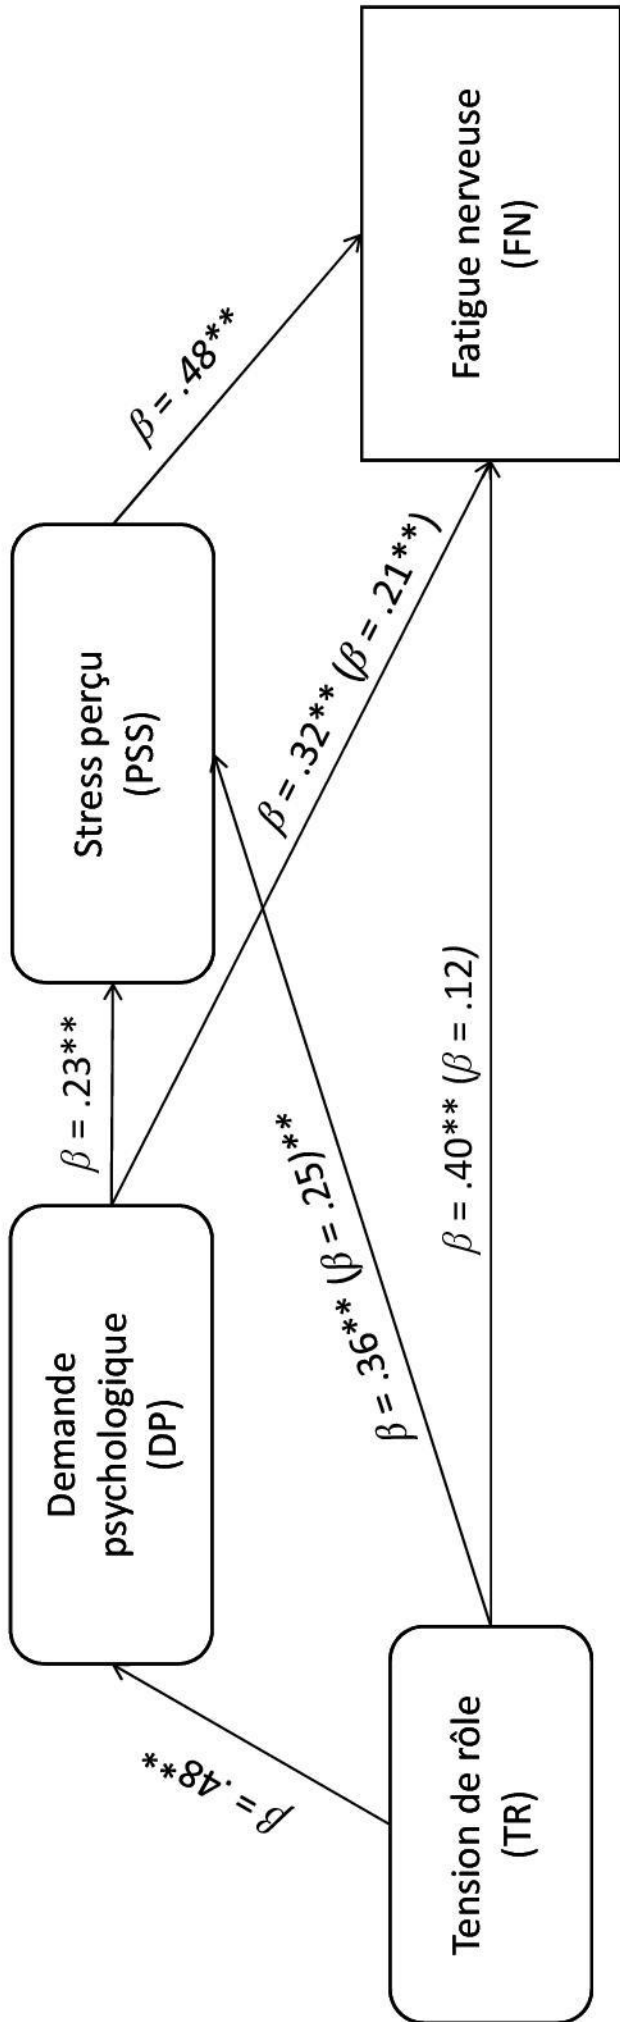 Demande
psychologique
(DP)
β = .23**
Stress perçu
(PSS)
β = .48**
β = .48**
β = .36** (β = .25)**
β = .32** (β = .21**)
Tension de rôle
(TR)
β = .40** (β = .12)
Fatigue nerveuse
(FN)